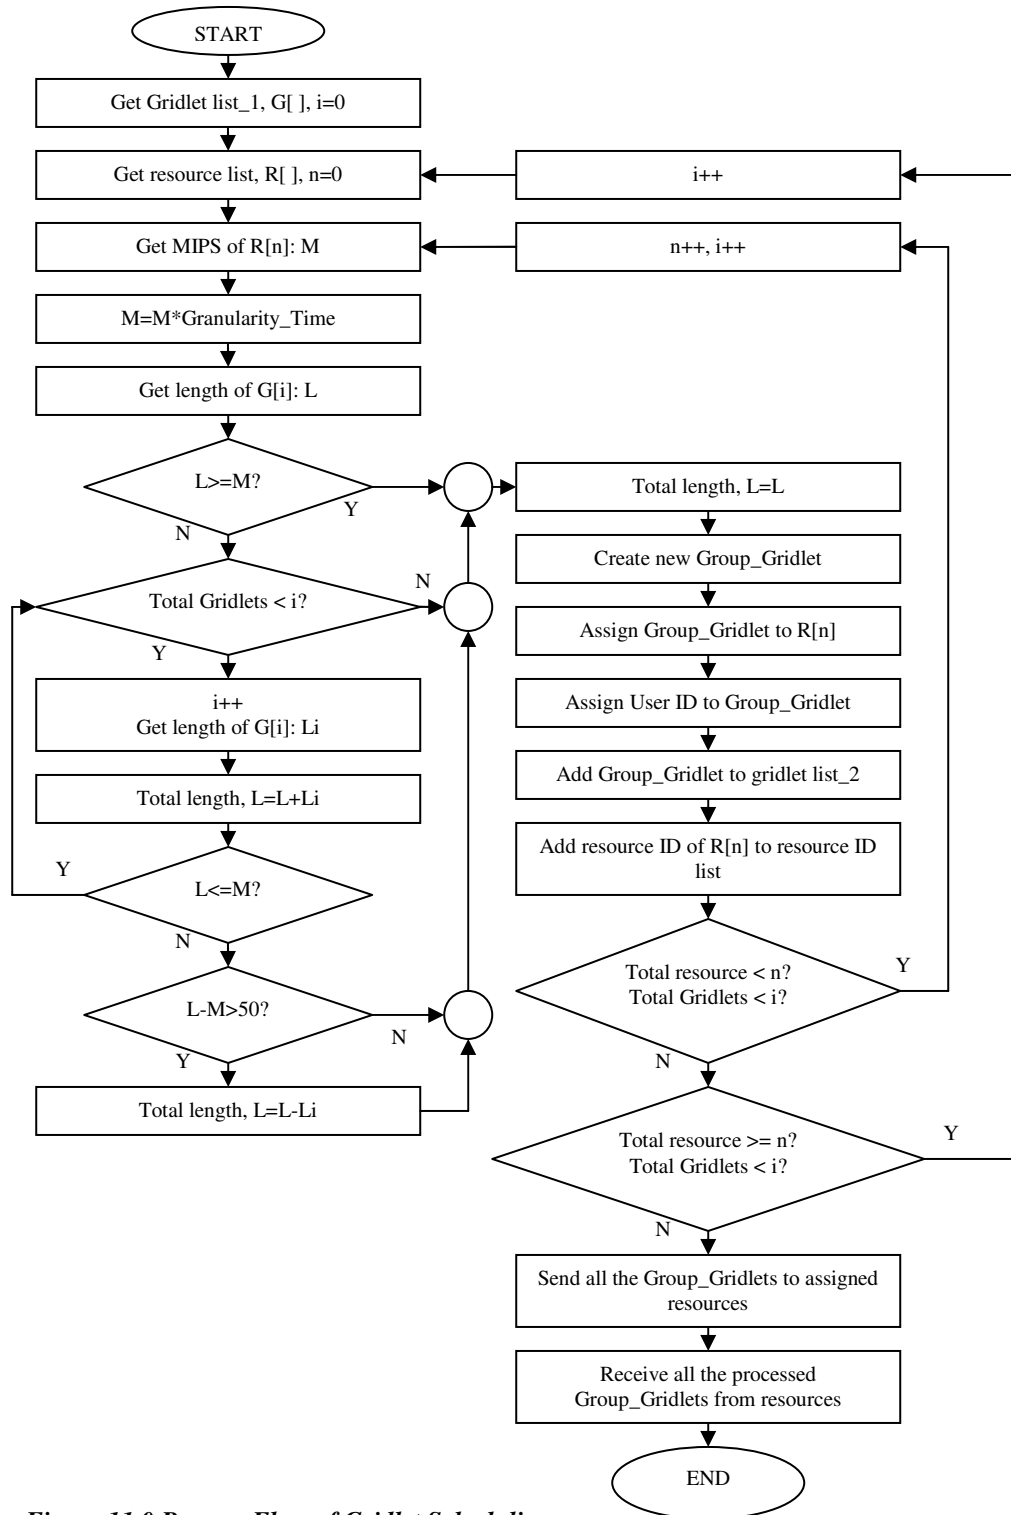 START
Get Gridlet list_1, G[ ], i=0
Get resource list, R[ ], n=0
i++
Get MIPS of R[n]: M
n++, i++
M=M*Granularity_Time
Get length of G[i]: L
L>=M?
Y
N
Total length, L=L
Create new Group_Gridlet
Total Gridlets < i?
N
Y
Assign Group_Gridlet to R[n]
i++
Get length of G[i]: Li
Assign User ID to Group_Gridlet
Total length, L=L+Li
Add Group_Gridlet to gridlet list_2
L<=M?
Y
N
Add resource ID of R[n] to resource ID
list
L-M>50?
N
Y
Total resource < n?
Total Gridlets < i?
Y
N
Total length, L=L-Li
Total resource >= n?
Total Gridlets < i?
Y
N
Send all the Group_Gridlets to assigned
resources
Receive all the processed
Group_Gridlets from resources
END